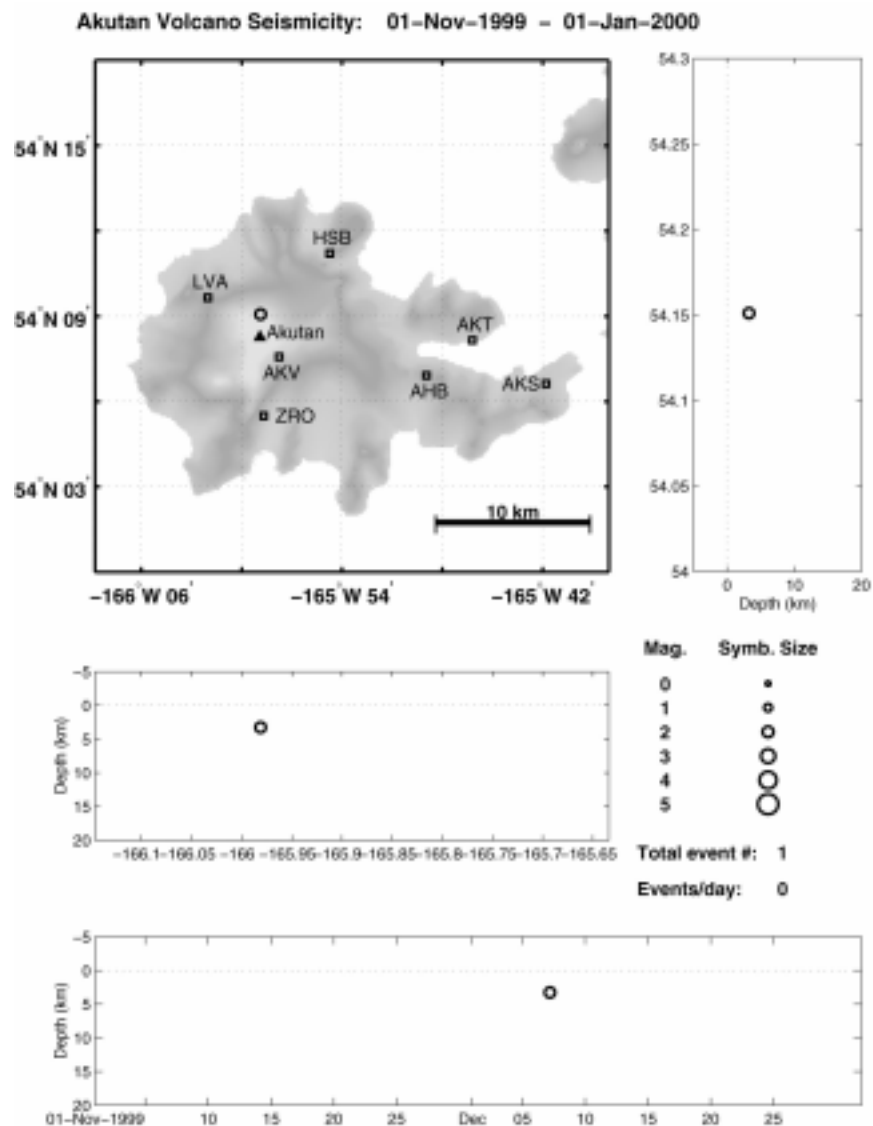 Akutan Volcano Seismicity: 01-Nov-1999 - 01-Jan-2000
54°N 15'
54°N 09'
54°N 03'
HSB
LVA
Akutan
AKV
AKT
AHB
AKS
ZRO
10 km
-166°W 06'
-165°W 54'
-165°W 42'
54.3
54.25
54.2
54.15
54.1
54.05
54
0 10 20
Depth (km)
Mag. Symb. Size
0
1
2
3
4
5
Total event #: 1
Events/day: 0
-5
0
5
10
15
20
Depth (km)
-166.1 -166.05 -166 -165.95 -165.9 -165.85 -165.8 -165.75 -165.7 -165.65
-5
0
5
10
15
20
Depth (km)
01-Nov-1999 10 15 20 25 Dec 05 10 15 20 25